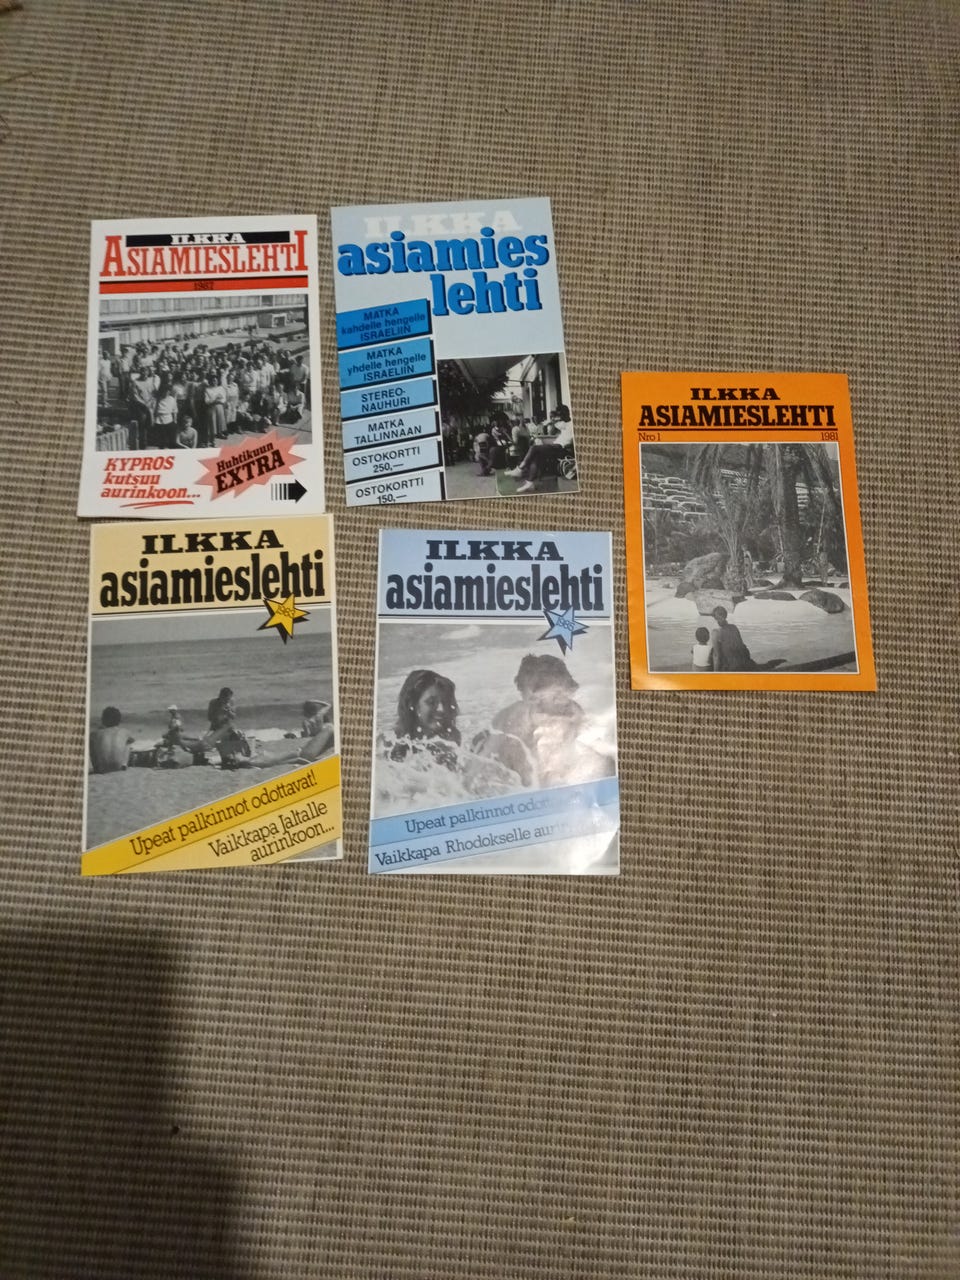 ILKKA
ASIAMIESLEHTI
1987
KYPROS
kutsuu
aurinkoon...
Huhtikuun
EXTRA
ILKKA
asiamies
lehti
MATKA
kahdelle hengelle
ISRAELIIN
MATKA
yhdelle hengelle
ISRAELIIN
STEREO-
NAUHURI
MATKA
TALLINNAAN
OSTOKORTTI
250,—
OSTOKORTTI
150,—
ILKKA
ASIAMIESLEHTI
Nro 1 1981
ILKKA
asiamieslehti
Upeat palkinnot odottavat!
Vaikkapa Jaltalle
aurinkoon...
ILKKA
asiamieslehti
1985
Upeat palkinnot
Vaikkapa Rhodokselle